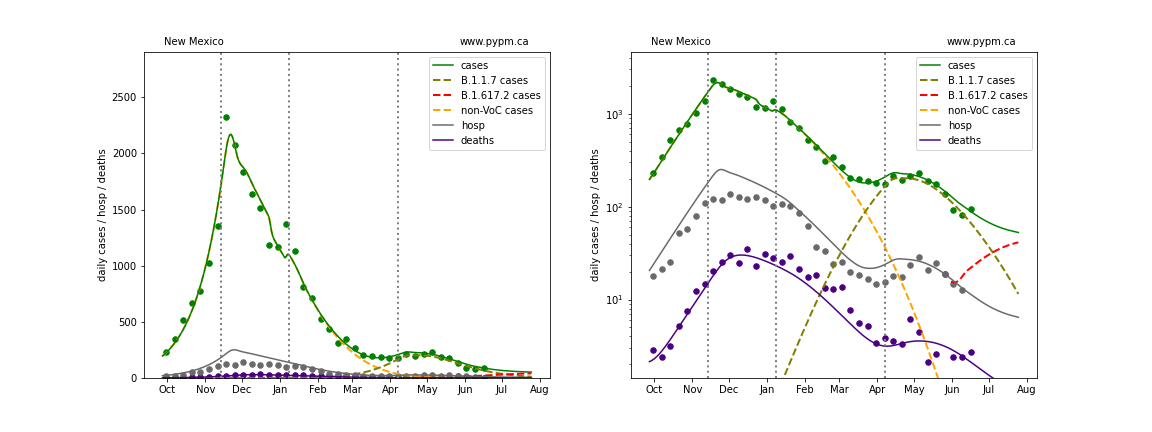 New Mexico www.pypm.ca
cases
B.1.1.7 cases
B.1.617.2 cases
non-VoC cases
hosp
deaths
daily cases / hosp / deaths
2500
2000
1500
1000
500
0
Oct Nov Dec Jan Feb Mar Apr May Jun Jul Aug
New Mexico www.pypm.ca
cases
B.1.1.7 cases
B.1.617.2 cases
non-VoC cases
hosp
deaths
daily cases / hosp / deaths
10³
10²
10¹
Oct Nov Dec Jan Feb Mar Apr May Jun Jul Aug